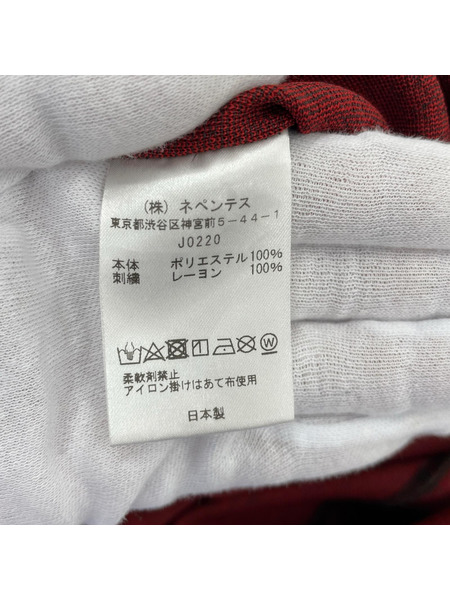 (株) ネペンテス
東京都渋谷区神宮前5-44-1
J0220
本体 ポリエステル100%
刺繍 レーヨン 100%
柔軟剤禁止
アイロン掛けはあて布使用
日本製